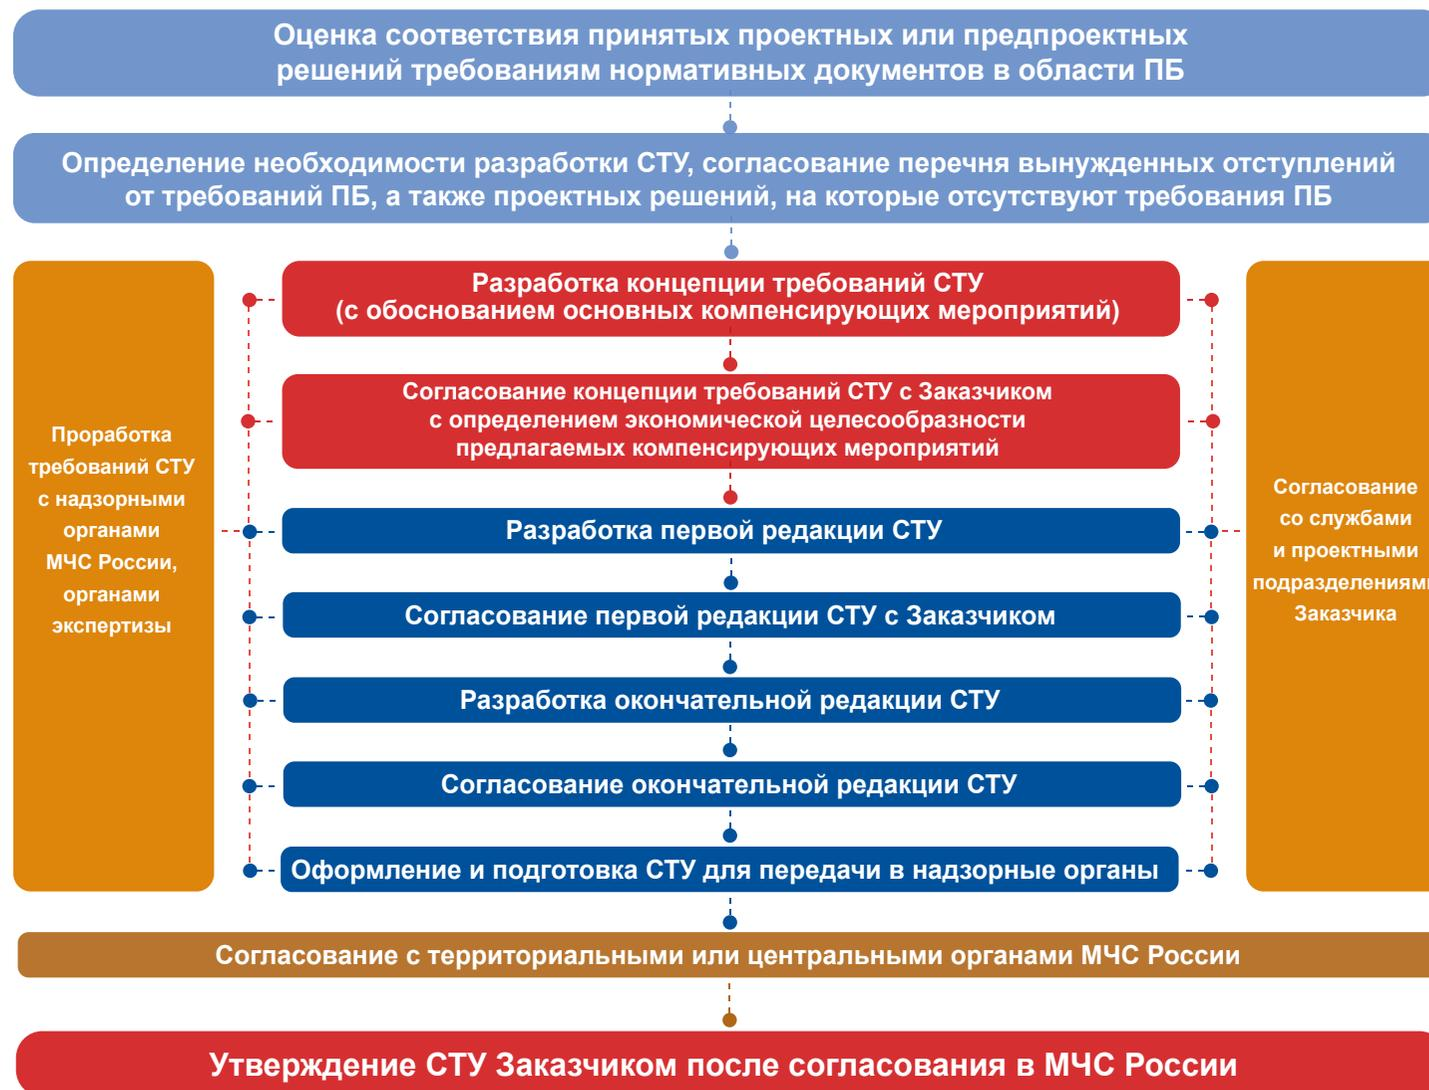 Оценка соответствия принятых проектных или предпроектных
решений требованиям нормативных документов в области ПБ
Определение необходимости разработки СТУ, согласование перечня вынужденных отступлений
от требований ПБ, а также проектных решений, на которые отсутствуют требования ПБ
Проработка
требований СТУ
с надзорными
органами
МЧС России,
органами
экспертизы
Разработка концепции требований СТУ
(с обоснованием основных компенсирующих мероприятий)
Согласование концепции требований СТУ с Заказчиком
с определением экономической целесообразности
предлагаемых компенсирующих мероприятий
Разработка первой редакции СТУ
Согласование первой редакции СТУ с Заказчиком
Разработка окончательной редакции СТУ
Согласование окончательной редакции СТУ
Оформление и подготовка СТУ для передачи в надзорные органы
Согласование
со службами
и проектными
подразделениями
Заказчика
Согласование с территориальными или центральными органами МЧС России
Утверждение СТУ Заказчиком после согласования в МЧС России